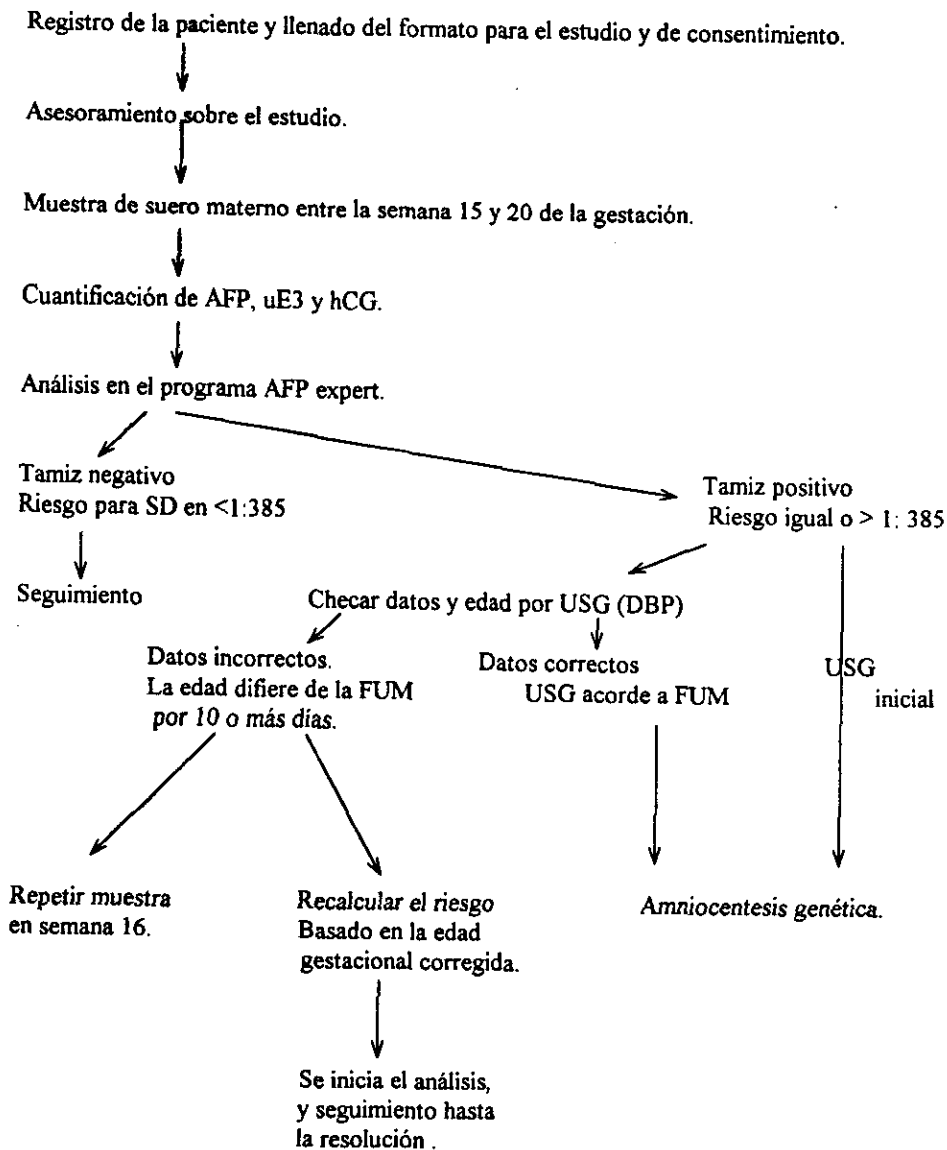 Registro de la paciente y llenado del formato para el estudio y de consentimiento.
Asesoramiento sobre el estudio.
Muestra de suero materno entre la semana 15 y 20 de la gestación.
Cuantificación de AFP, uE3 y hCG.
Análisis en el programa AFP expert.
Tamiz negativo
Riesgo para SD en <1:385
Seguimiento
Tamiz positivo
Riesgo igual o > 1: 385
Checar datos y edad por USG (DBP)
Datos incorrectos.
La edad difiere de la FUM
por 10 o más días.
Datos correctos
USG acorde a FUM
USG
inicial
Repetir muestra
en semana 16.
Recalcular el riesgo
Basado en la edad
gestacional corregida.
Amniocentesis genética.
Se inicia el análisis,
y seguimiento hasta
la resolución .